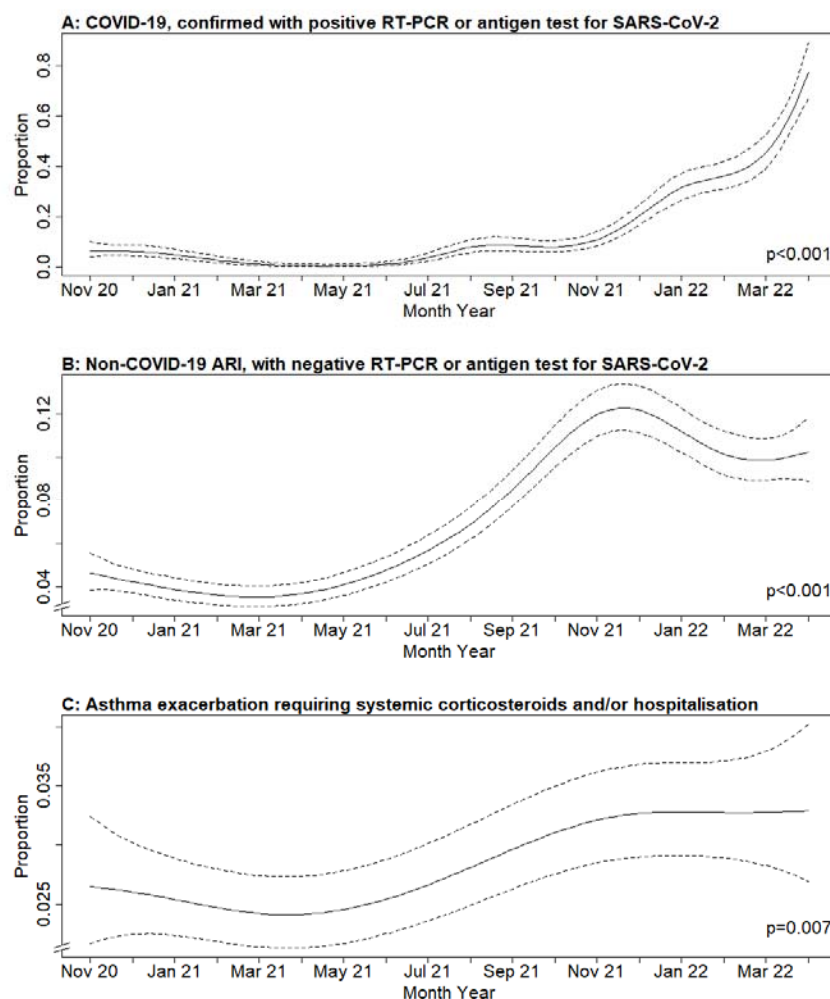 A: COVID-19, confirmed with positive RT-PCR or antigen test for SARS-CoV-2
Proportion
0.8
0.6
0.4
0.2
0.0
p<0.001
Nov 20 Jan 21 Mar 21 May 21 Jul 21 Sep 21 Nov 21 Jan 22 Mar 22
Month Year
B: Non-COVID-19 ARI, with negative RT-PCR or antigen test for SARS-CoV-2
Proportion
0.12
0.08
0.04
p<0.001
Nov 20 Jan 21 Mar 21 May 21 Jul 21 Sep 21 Nov 21 Jan 22 Mar 22
Month Year
C: Asthma exacerbation requiring systemic corticosteroids and/or hospitalisation
Proportion
0.035
0.025
p=0.007
Nov 20 Jan 21 Mar 21 May 21 Jul 21 Sep 21 Nov 21 Jan 22 Mar 22
Month Year